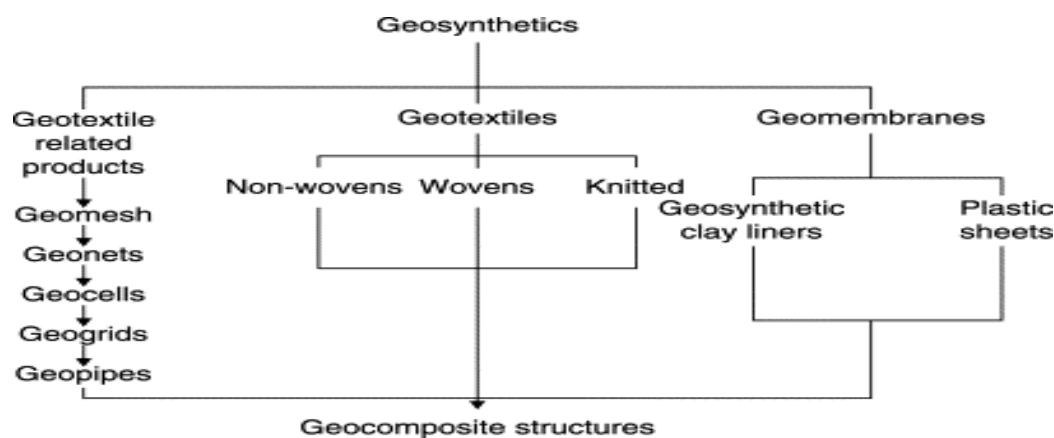 Geosynthetics
Geotextile
related
products
Geotextiles
Geomembranes
Non-wovens
Wovens
Knitted
Geosynthetic
clay liners
Plastic
sheets
Geomesh
Geonets
Geocells
Geogrids
Geopipes
Geocomposite structures